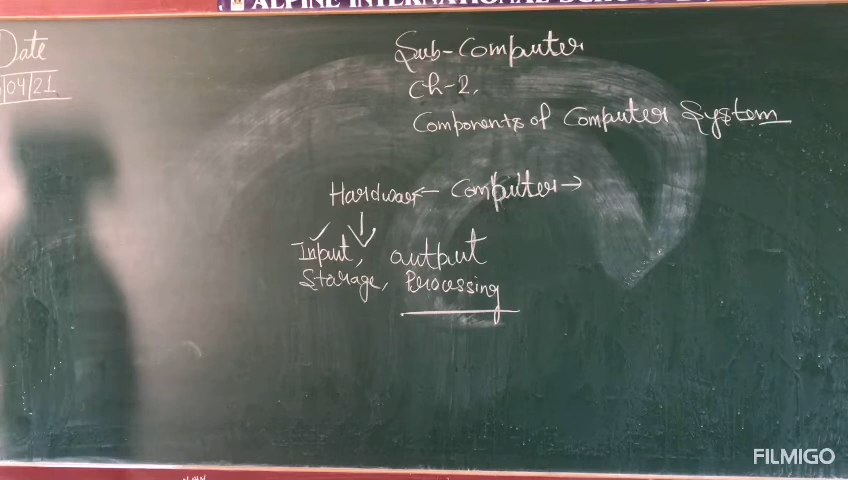 ALPINE INTERNATIONAL
Date
/04/21
Sub-Computer
Ch-2,
Components of Computer System
Hardware ← Computer →
Input, output
Storage, Processing
FILMIGO